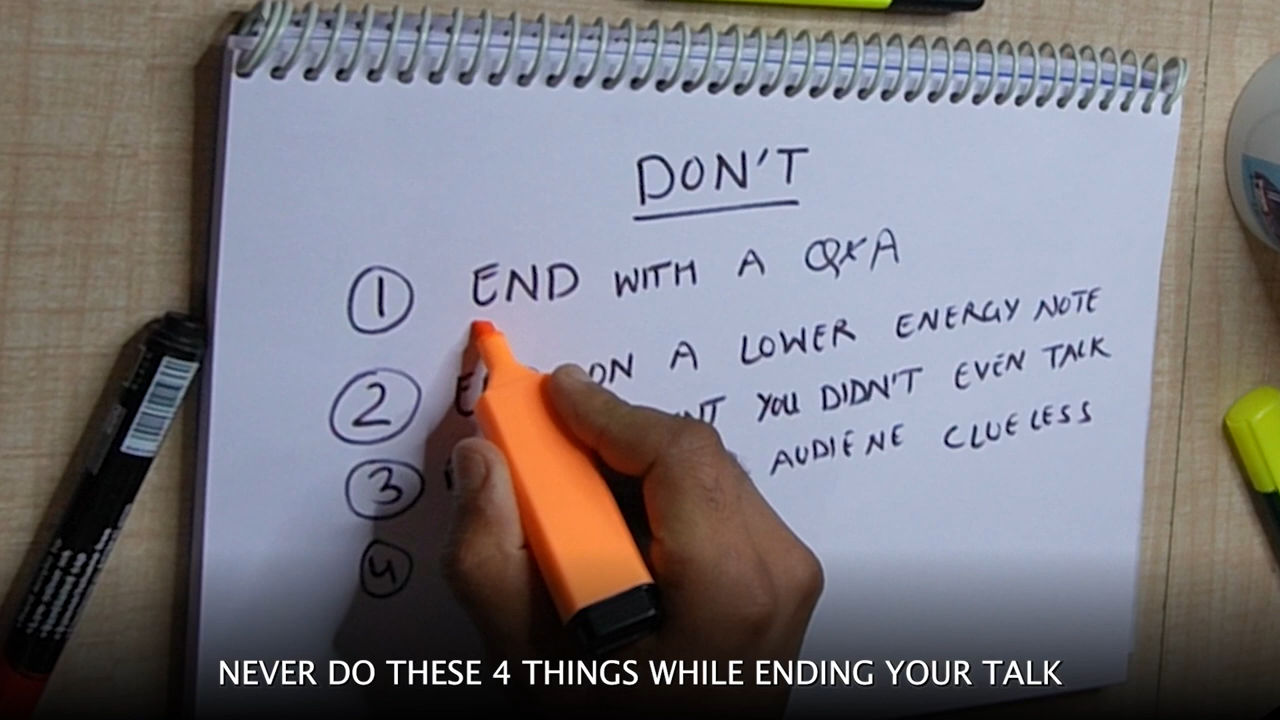 DON'T
1 END WITH A Q&A
2 ON A LOWER ENERGY NOTE
3 YOU DIDN'T EVEN TALK
4 AUDIENE CLUELESS
NEVER DO THESE 4 THINGS WHILE ENDING YOUR TALK